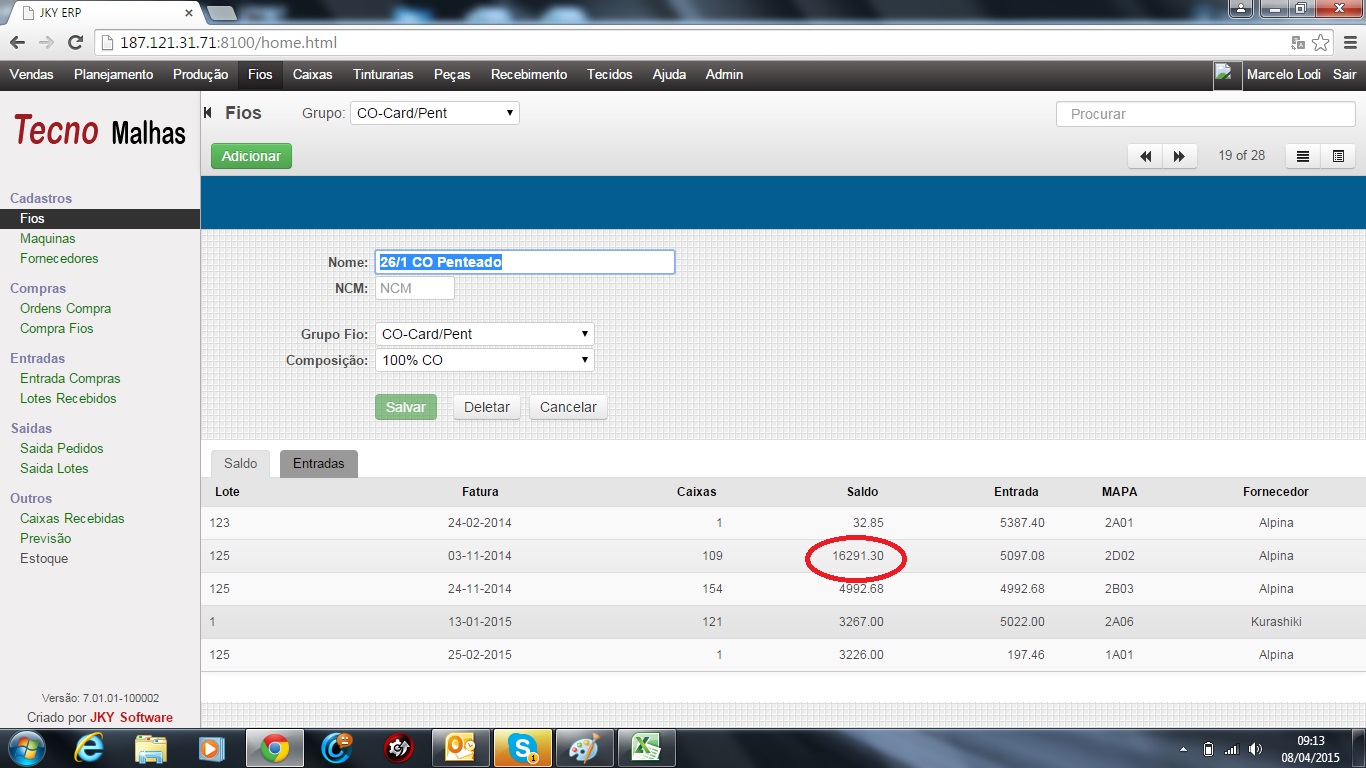 JKY ERP
187.121.31.71:8100/home.html
Vendas Planejamento Produção Fios Caixas Tinturarias Peças Recebimento Tecidos Ajuda Admin Marcelo Lodi Sair
Tecno Malhas
Fios Grupo: CO-Card/Pent Procurar
Adicionar 19 of 28
Cadastros
Fios
Maquinas
Fornecedores
Compras
Ordens Compra
Compra Fios
Entradas
Entrada Compras
Lotes Recebidos
Saidas
Saida Pedidos
Saida Lotes
Outros
Caixas Recebidas
Previsão
Estoque
Versão: 7.01.01-100002
Criado por JKY Software
Nome: 26/1 CO Penteado
NCM: NCM
Grupo Fio: CO-Card/Pent
Composição: 100% CO
Salvar Deletar Cancelar
Saldo Entradas
Lote Fatura Caixas Saldo Entrada MAPA Fornecedor
123 24-02-2014 1 32.85 5387.40 2A01 Alpina
125 03-11-2014 109 16291.30 5097.08 2D02 Alpina
125 24-11-2014 154 4992.68 4992.68 2B03 Alpina
1 13-01-2015 121 3267.00 5022.00 2A06 Kurashiki
125 25-02-2015 1 3226.00 197.46 1A01 Alpina
1
09:13
08/04/2015